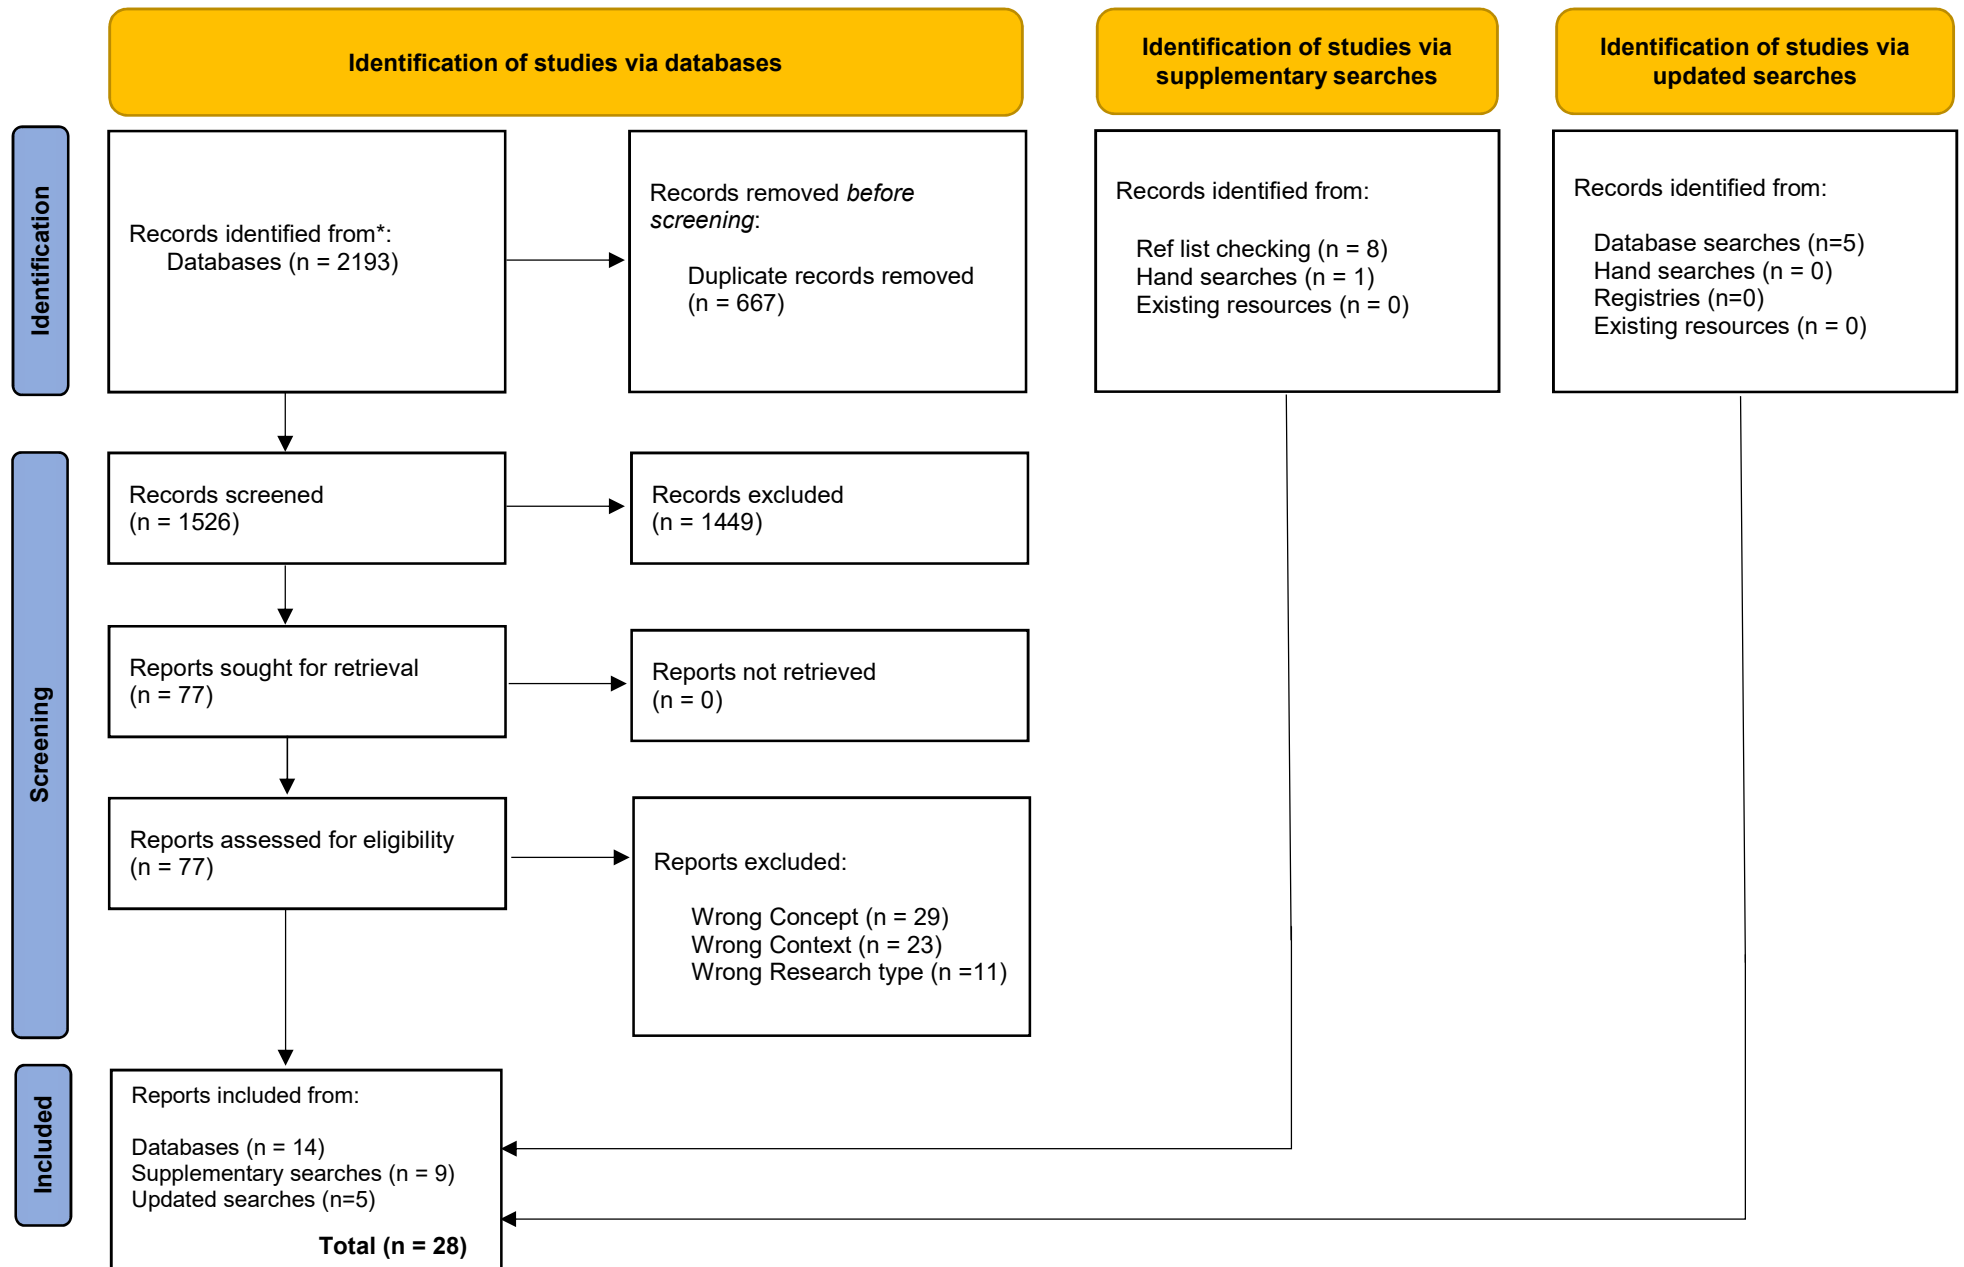 Identification of studies via databases
Identification of studies via
supplementary searches
Identification of studies via
updated searches
Identification
Records identified from*:
Databases (n = 2193)
Records removed before
screening:
Duplicate records removed
(n = 667)
Records identified from:
Ref list checking (n = 8)
Hand searches (n = 1)
Existing resources (n = 0)
Records identified from:
Database searches (n=5)
Hand searches (n = 0)
Registries (n=0)
Existing resources (n = 0)
Screening
Records screened
(n = 1526)
Records excluded
(n = 1449)
Reports sought for retrieval
(n = 77)
Reports not retrieved
(n = 0)
Reports assessed for eligibility
(n = 77)
Reports excluded:
Wrong Concept (n = 29)
Wrong Context (n = 23)
Wrong Research type (n =11)
Included
Reports included from:
Databases (n = 14)
Supplementary searches (n = 9)
Updated searches (n=5)
Total (n = 28)